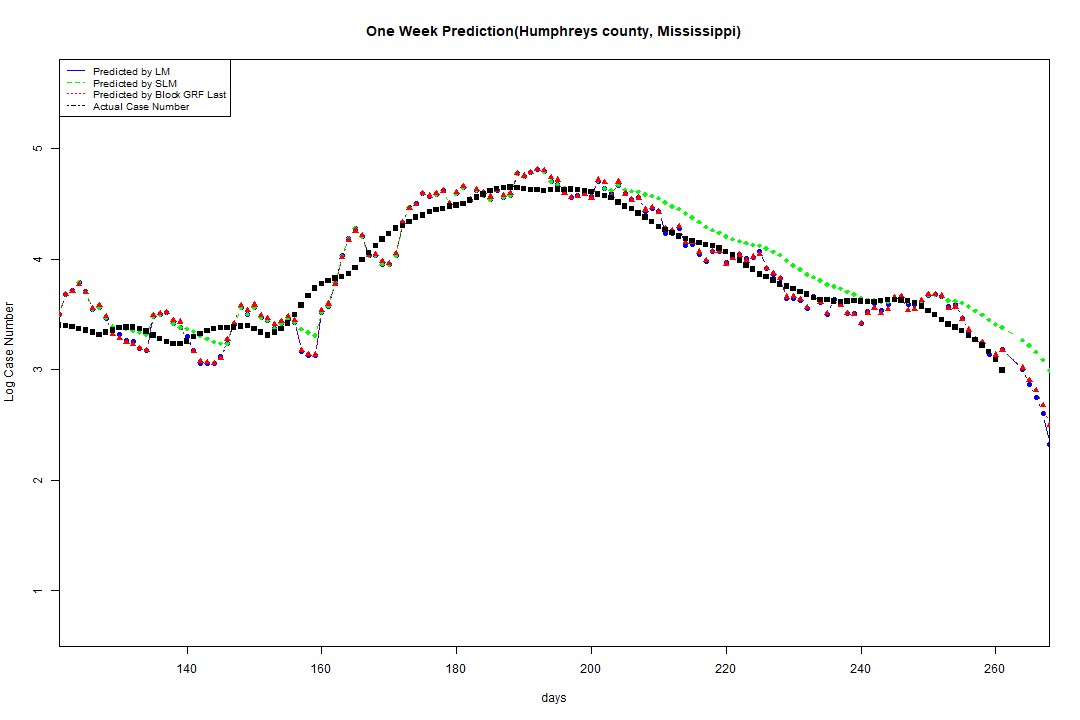 One Week Prediction(Humphreys county, Mississippi)
Predicted by LM
Predicted by SLM
Predicted by Block GRF Last
Actual Case Number
5
4
3
2
1
Log Case Number
140 160 180 200 220 240 260
days